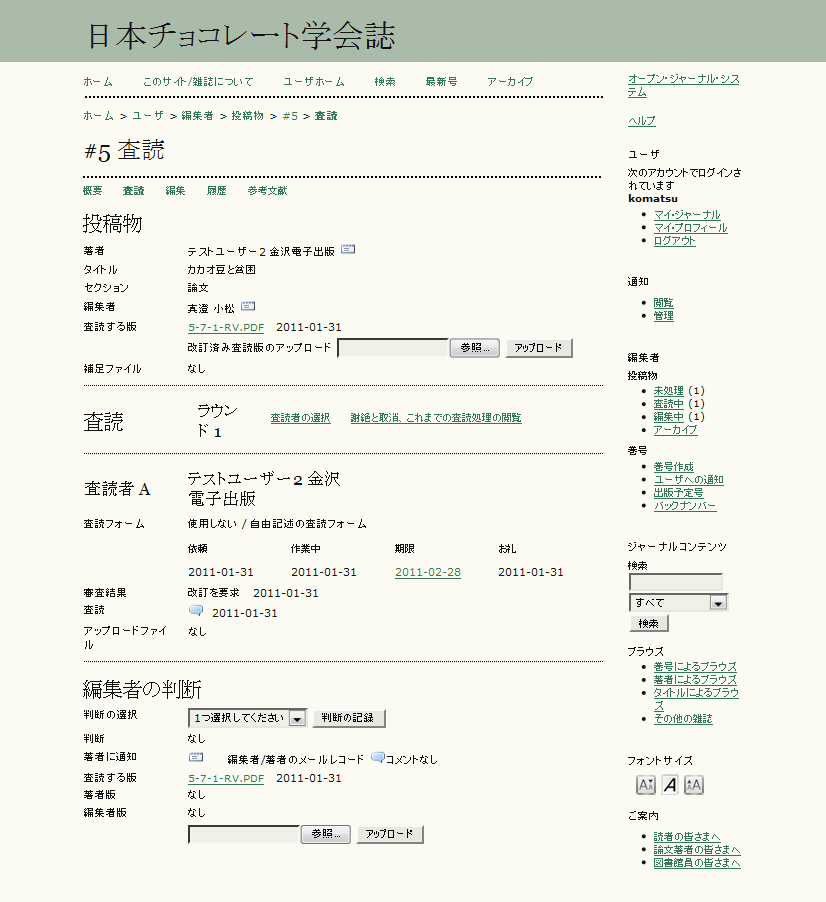 日本チョコレート学会誌
ホーム このサイト/雑誌について ユーザホーム 検索 最新号 アーカイブ
ホーム > ユーザ > 編集者 > 投稿物 > #5 > 査読
#5 査読
概要 査読 編集 履歴 参考文献
投稿物
著者 テストユーザー2 金沢電子出版
タイトル カカオ豆と貧困
セクション 論文
編集者 真澄 小松
査読する版 5-7-1-RV.PDF 2011-01-31
改訂済み査読版のアップロード 参照... アップロード
補足ファイル なし
査読 ラウン
ド 1 査読者の選択 謝絶と取消、これまでの査読処理の閲覧
査読者 A テストユーザー2 金沢
電子出版
査読フォーム 使用しない / 自由記述の査読フォーム
依頼 作業中 期限 お礼
2011-01-31 2011-01-31 2011-02-28 2011-01-31
審査結果 改訂を要求 2011-01-31
査読 2011-01-31
アップロードファイ
ル なし
編集者の判断
判断の選択 1つ選択してください 判断の記録
判断 なし
著者に通知 編集者/著者のメールレコード コメントなし
査読する版 5-7-1-RV.PDF 2011-01-31
著者版 なし
編集者版 なし
参照... アップロード
オープン・ジャーナル・シス
テム
ヘルプ
ユーザ
次のアカウントでログインさ
れています
komatsu
マイ・ジャーナル
マイ・プロフィール
ログアウト
通知
閲覧
管理
編集者
投稿物
未処理 (1)
査読中 (1)
編集中 (1)
アーカイブ
巻号
巻号作成
ユーザへの通知
出版予定号
バックナンバー
ジャーナルコンテンツ
検索
すべて
検索
ブラウズ
巻号によるブラウズ
著者によるブラウズ
タイトルによるブラウ
ズ
その他の雑誌
フォントサイズ
A A A A A
ご案内
読者の皆さまへ
論文著者の皆さまへ
図書館員の皆さまへ